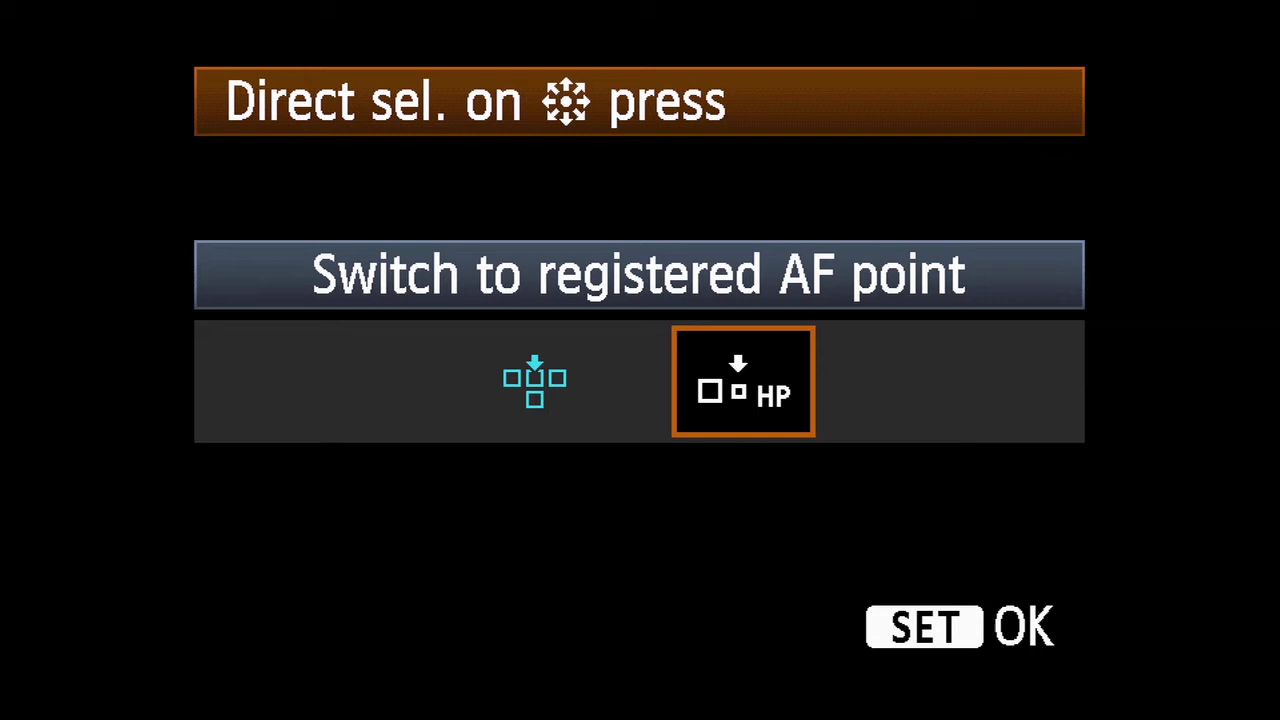 Direct sel. on press
Switch to registered AF point
HP
SET OK